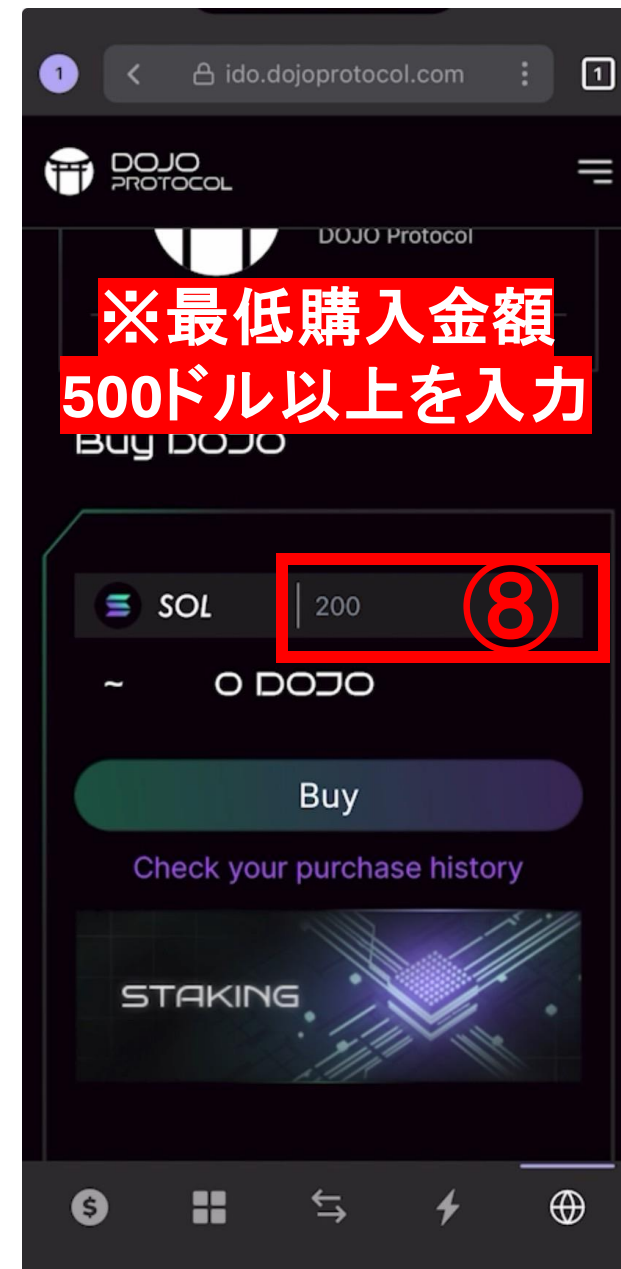 1
ido.dojoprotocol.com
1
DOJO
PROTOCOL
DOJO Protocol
※最低購入金額
500ドル以上を入力
Buy DOJO
SOL
200
⑧
~ 0 DOJO
Buy
Check your purchase history
STAKING
$